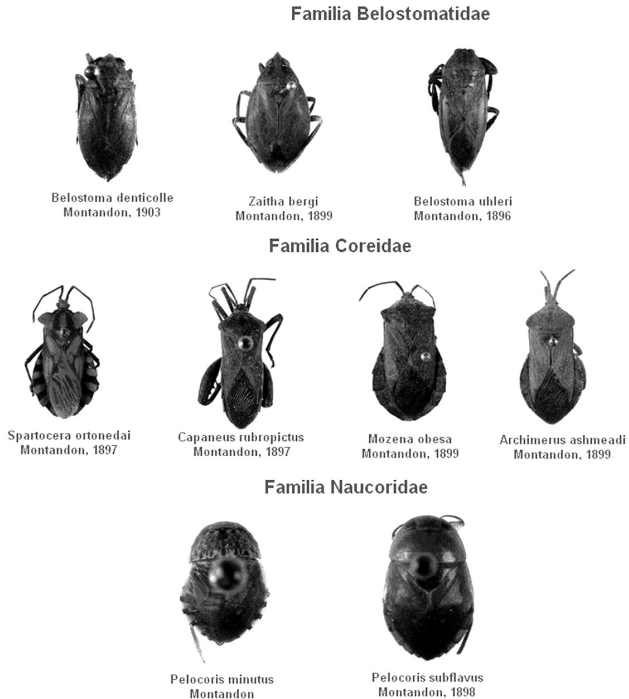 Familia Belostomatidae
Belostoma denticolle
Montandon, 1903
Zaitha bergi
Montandon, 1899
Belostoma uhleri
Montandon, 1896
Familia Coreidae
Spartocera ortonedai
Montandon, 1897
Capaneus rubropictus
Montandon, 1897
Mozena obesa
Montandon, 1899
Archimerus ashmeadi
Montandon, 1899
Familia Naucoridae
Pelocoris minutus
Montandon
Pelocoris subflavus
Montandon, 1898